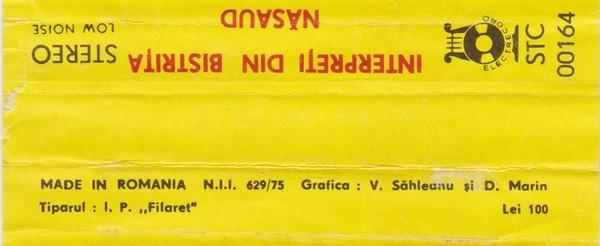 STEREO
LOW NOISE
INTERPREȚI DIN BISTRIȚA
NĂSAUD
ELECTRECORD
STC
00164
MADE IN ROMANIA N.I.I. 629/75 Grafica : V. Săhleanu și D. Marin
Tiparul : I. P. „Filaret" Lei 100